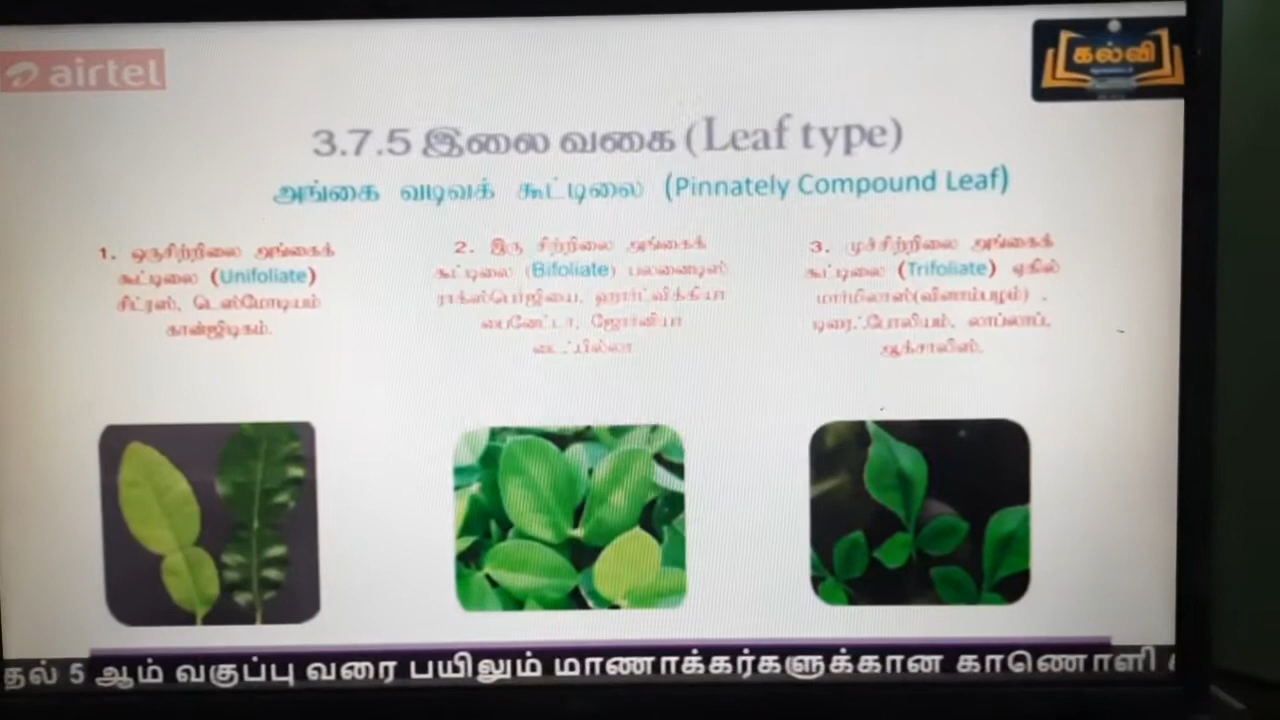 airtel
கல்வி
3.7.5 இலை வகை (Leaf type)
அங்கை வடிவக் கூட்டிலை (Pinnately Compound Leaf)
1. ஒருசிற்றிலை அங்கைக்
கூட்டிலை (Unifoliate)
சிட்ரஸ், டெஸ்மோடியம்
கான்ஜிடிகம்.
2. இரு சிற்றிலை அங்கைக்
கூட்டிலை (Bifoliate) பலனைடிஸ்
ராக்ஸ்பெர்ஜியை, ஹார்ட்விக்கியா
பைனேட்டா, ஜோர்னியா
டைஃபில்லா
3. முச்சிற்றிலை அங்கைக்
கூட்டிலை (Trifoliate) ஏகில்
மார்மிலாஸ்(வில்வாம்பழம்) ,
டிரைஃபோலியம், லாப்லாப்,
ஆக்சாலிஸ்.
தல் 5 ஆம் வகுப்பு வரை பயிலும் மாணாக்கர்களுக்கான காணொளி